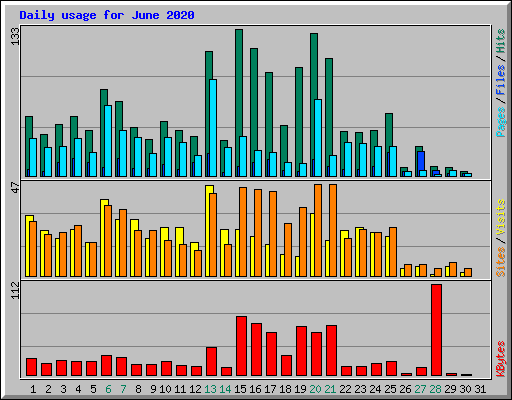 Daily usage for June 2020
133
Pages / Files / Hits
47
Sites / Visits
112
KBytes
1 2 3 4 5 6 7 8 9 10 11 12 13 14 15 16 17 18 19 20 21 22 23 24 25 26 27 28 29 30 31